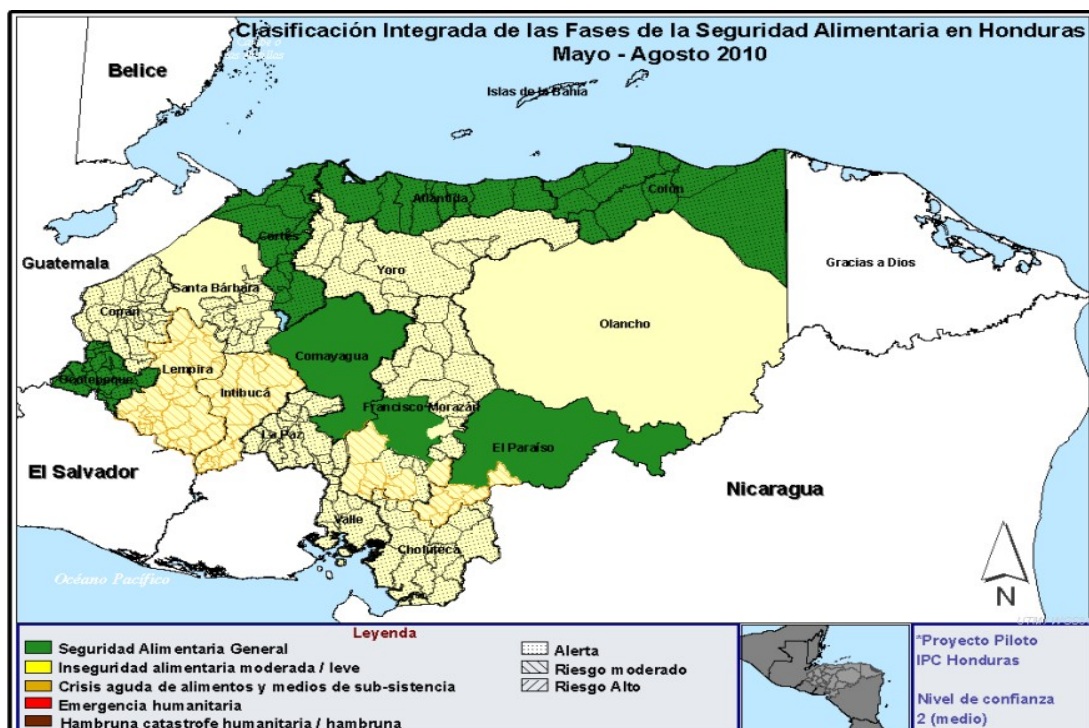 Clasificación Integrada de las Fases de la Seguridad Alimentaria en Honduras
Mayo - Agosto 2010
Belice
Islas de la Bahía
Atlántida
Colón
Cortés
Guatemala
Yoro
Gracias a Dios
Santa Bárbara
Copán
Olancho
Comayagua
Lempira
Ocotepeque
Intibucá
Francisco Morazán
La Paz
El Paraíso
El Salvador
Nicaragua
Valle
Choluteca
Océano Pacífico
N
Leyenda
Seguridad Alimentaria General
Inseguridad alimentaria moderada / leve
Crisis aguda de alimentos y medios de sub-sistencia
Emergencia humanitaria
Hambruna catastrofe humanitaria / hambruna
Alerta
Riesgo moderado
Riesgo Alto
*Proyecto Piloto
IPC Honduras
Nivel de confianza
2 (medio)